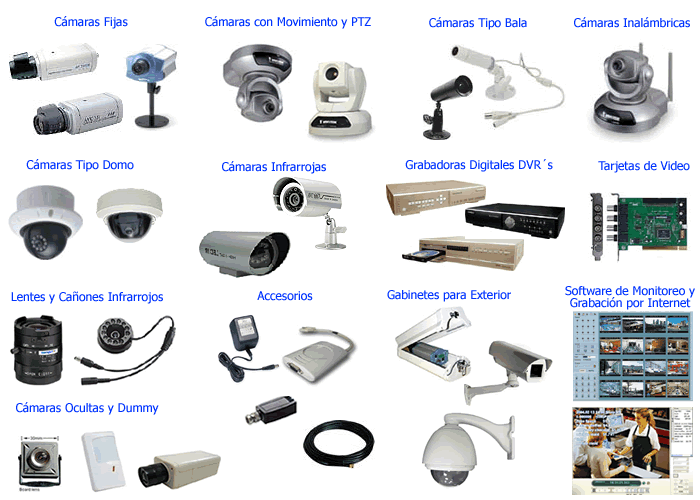 Cámaras Fijas
Cámaras con Movimiento y PTZ
Cámaras Tipo Bala
Cámaras Inalámbricas
Cámaras Tipo Domo
Cámaras Infrarrojas
Grabadoras Digitales DVR´s
Tarjetas de Video
Lentes y Cañones Infrarrojos
Accesorios
Gabinetes para Exterior
Software de Monitoreo y
Grabación por Internet
Cámaras Ocultas y Dummy